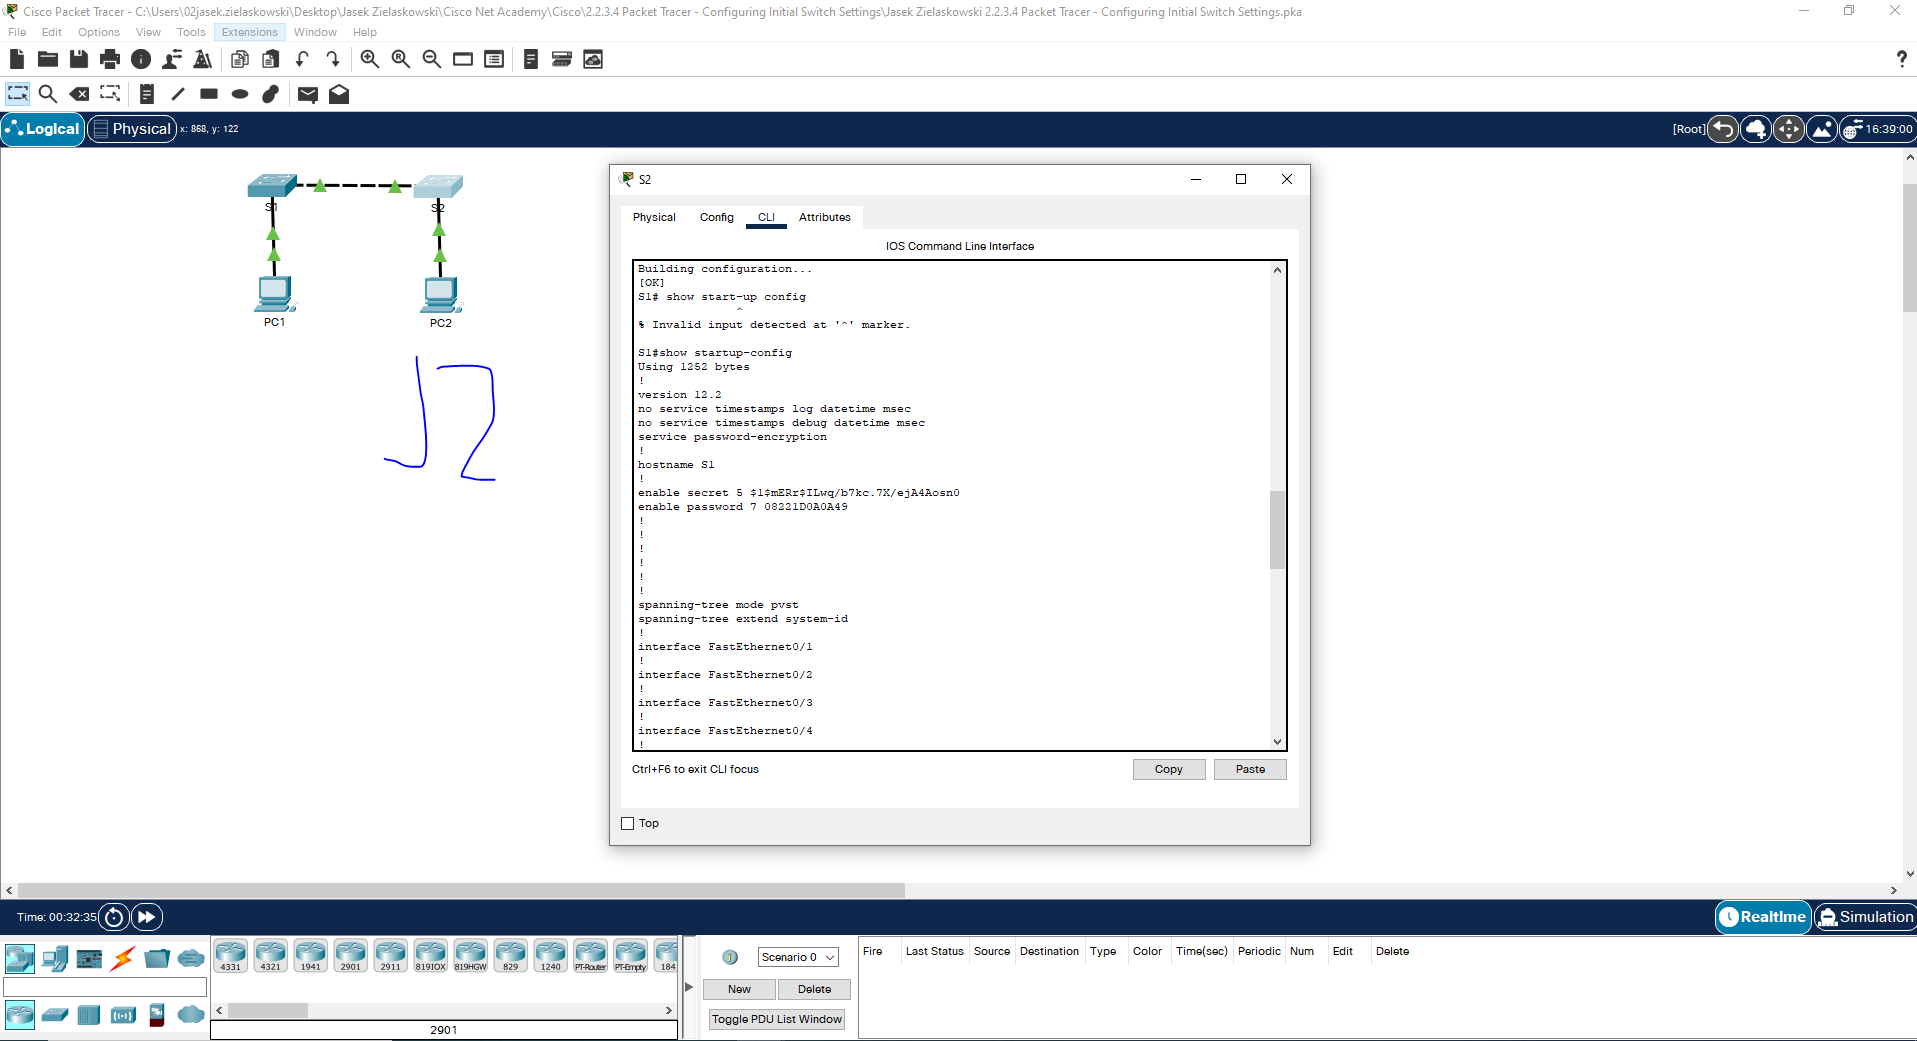 Cisco Packet Tracer - C:\Users\02jasek.zielaskowski\Desktop\Jasek Zielaskowski\Cisco Net Academy\Cisco\2.2.3.4 Packet Tracer - Configuring Initial Switch Settings\Jasek Zielaskowski 2.2.3.4 Packet Tracer - Configuring Initial Switch Settings.pka
File Edit Options View Tools Extensions Window Help
?
Logical Physical x: 868, y: 122 [Root] 16:39:00
S1 S2
PC1 PC2
S2
Physical Config CLI Attributes
IOS Command Line Interface
Building configuration...
[OK]
S1# show start-up config
^
% Invalid input detected at '^' marker.
S1#show startup-config
Using 1252 bytes
!
version 12.2
no service timestamps log datetime msec
no service timestamps debug datetime msec
service password-encryption
!
hostname S1
!
enable secret 5 $1$mERr$ILwq/b7kc.7X/ejA4Aosn0
enable password 7 08221D0A0A49
!
!
!
!
!
!
spanning-tree mode pvst
spanning-tree extend system-id
!
interface FastEthernet0/1
!
interface FastEthernet0/2
!
interface FastEthernet0/3
!
interface FastEthernet0/4
!
Ctrl+F6 to exit CLI focus Copy Paste
Top
Time: 00:32:35 Realtime Simulation
4331 4321 1941 2901 2911 819IOX 819HGW 829 1240 PT-Router PT-Empty 184
2901
Scenario 0
New Delete
Toggle PDU List Window
Fire Last Status Source Destination Type Color Time(sec) Periodic Num Edit Delete